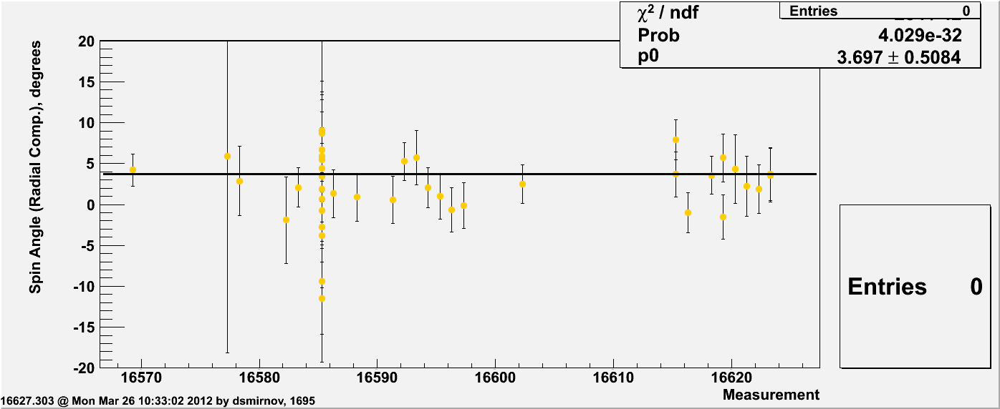 χ² / ndf
Entries 0
Prob 4.029e-32
p0 3.697 ± 0.5084
Spin Angle (Radial Comp.), degrees
20
15
10
5
0
-5
-10
-15
-20
16570 16580 16590 16600 16610 16620
Measurement
Entries 0
16627.303 @ Mon Mar 26 10:33:02 2012 by dsmirnov, 1695